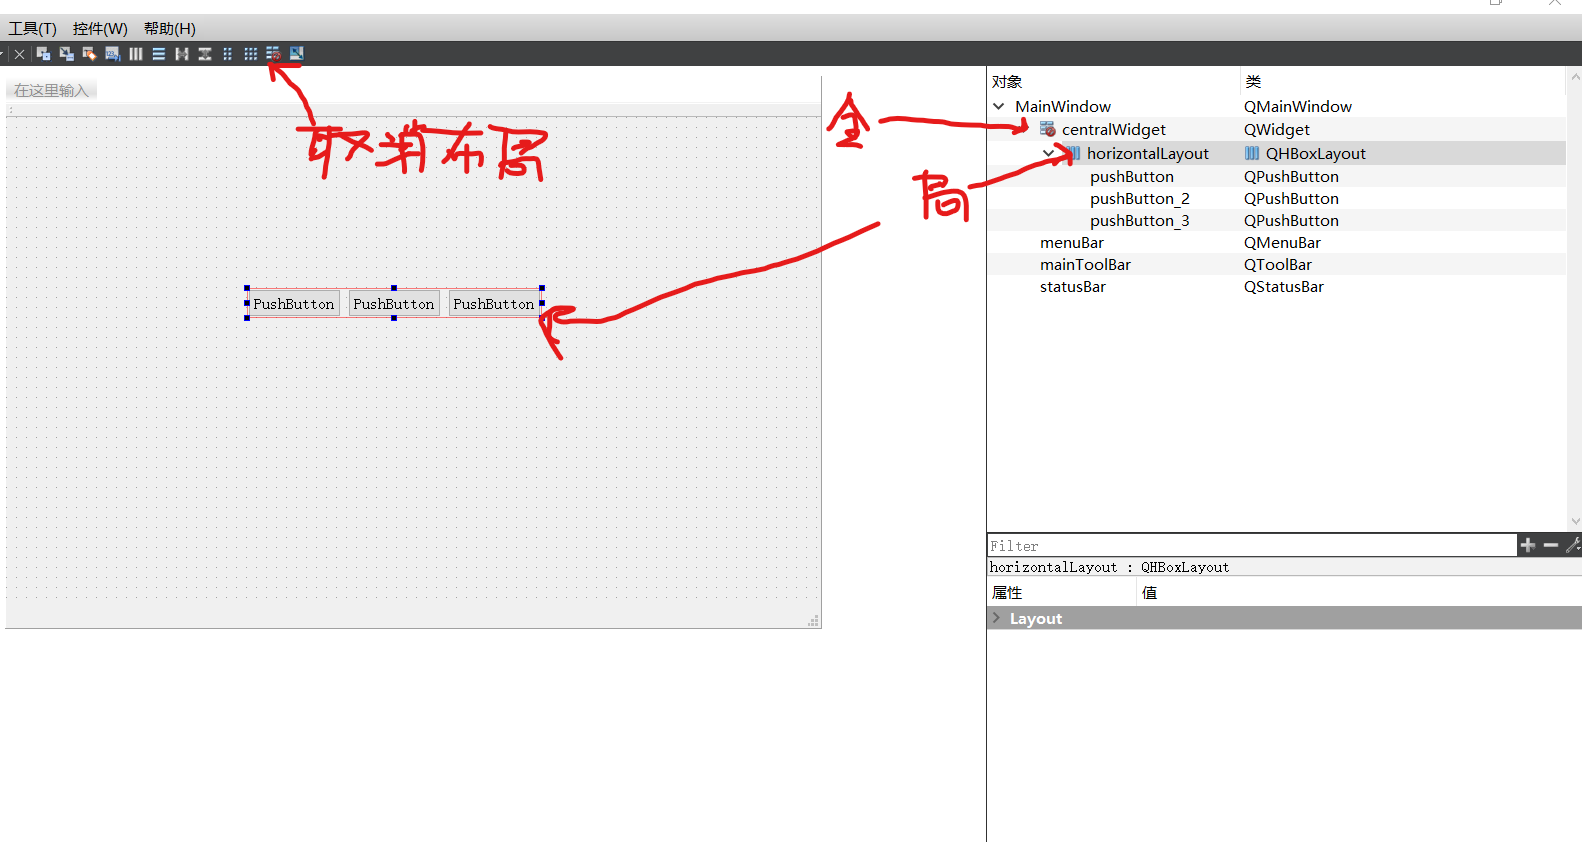 工具(T) 控件(W) 帮助(H)
在这里输入
取消布局
全
局
PushButton PushButton PushButton
对象 类
MainWindow QMainWindow
centralWidget QWidget
horizontalLayout QHBoxLayout
pushButton QPushButton
pushButton_2 QPushButton
pushButton_3 QPushButton
menuBar QMenuBar
mainToolBar QToolBar
statusBar QStatusBar
Filter
horizontalLayout : QHBoxLayout
属性 值
Layout